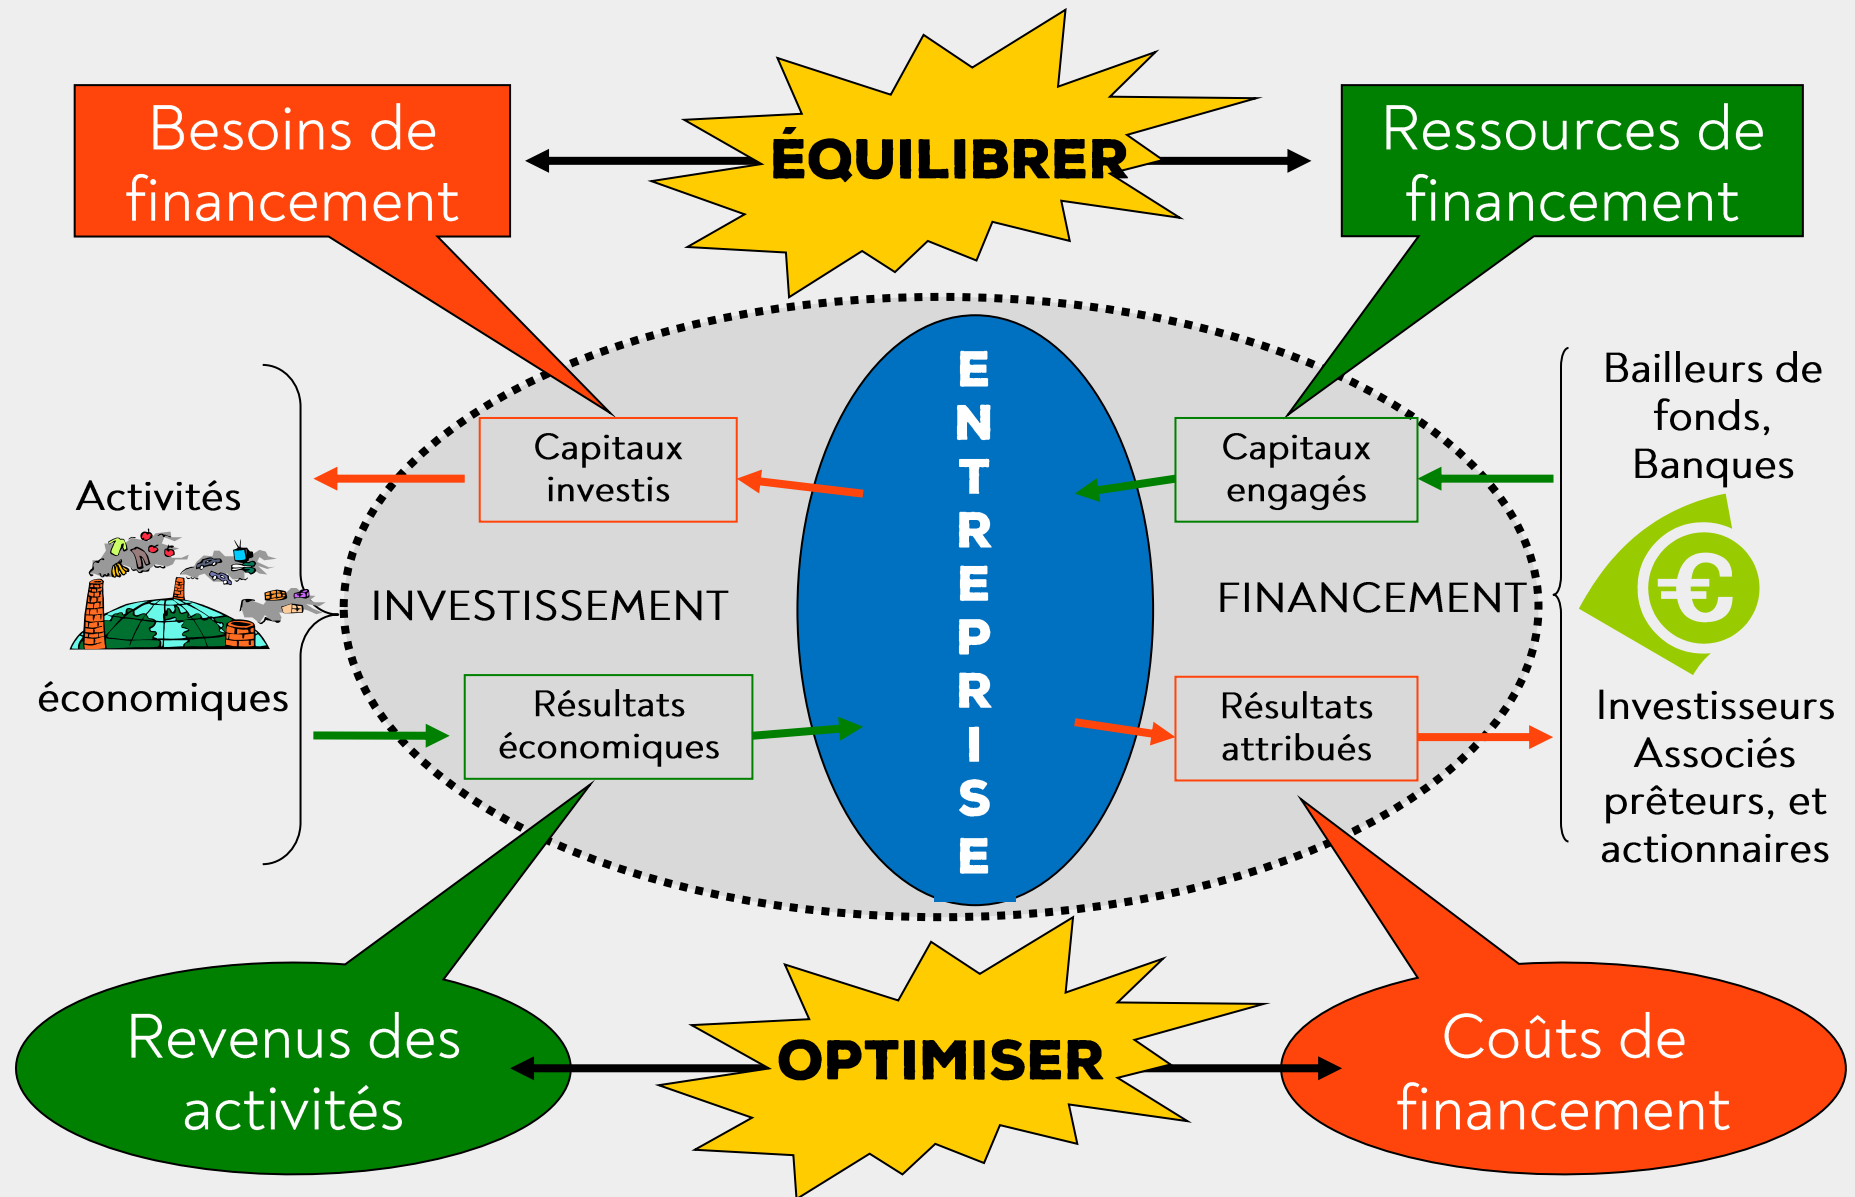 Besoins de
financement
ÉQUILIBRER
Ressources de
financement
Activités
économiques
Capitaux
investis
INVESTISSEMENT
Résultats
économiques
ENTREPRISE
Capitaux
engagés
FINANCEMENT
Résultats
attribués
Bailleurs de
fonds,
Banques
€
Investisseurs
Associés
prêteurs, et
actionnaires
Revenus des
activités
OPTIMISER
Coûts de
financement